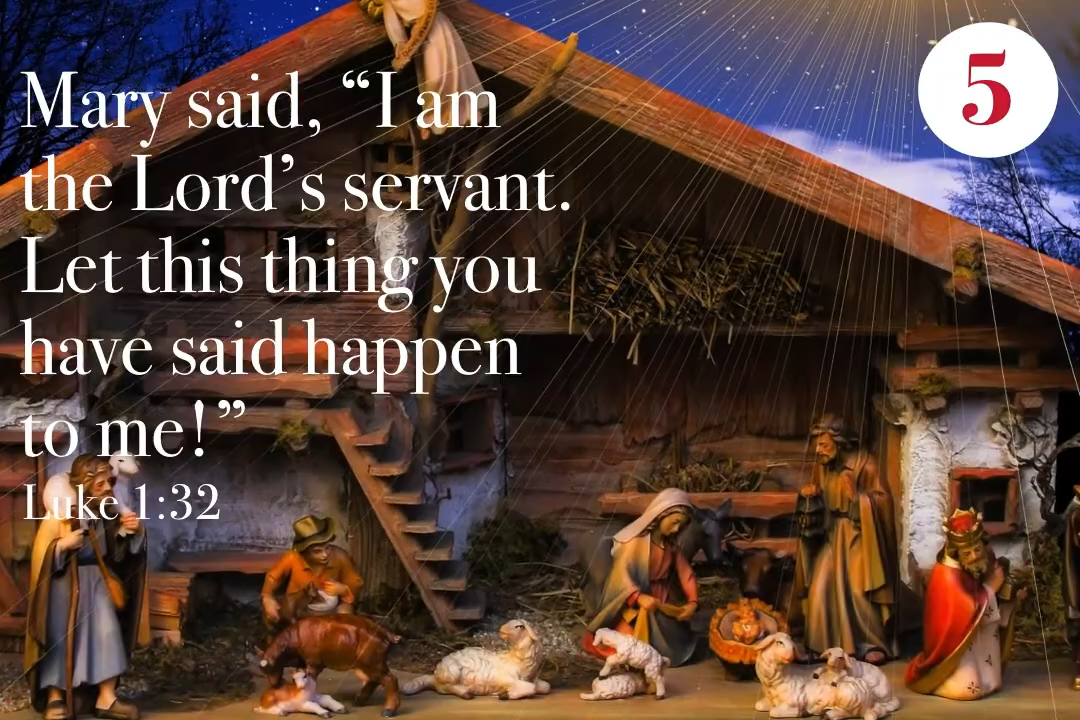 Mary said, “I am
the Lord’s servant.
Let this thing you
have said happen
to me!”
Luke 1:32
5